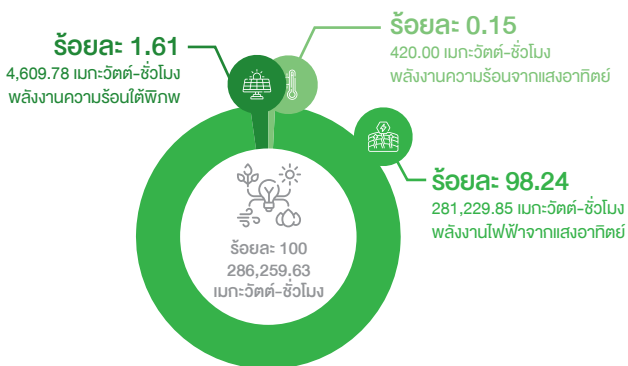 ร้อยละ 1.61
4,609.78 เมกะวัตต์-ชั่วโมง
พลังงานความร้อนใต้พิภพ
ร้อยละ 0.15
420.00 เมกะวัตต์-ชั่วโมง
พลังงานความร้อนจากแสงอาทิตย์
ร้อยละ 98.24
281,229.85 เมกะวัตต์-ชั่วโมง
พลังงานไฟฟ้าจากแสงอาทิตย์
ร้อยละ 100
286,259.63
เมกะวัตต์-ชั่วโมง